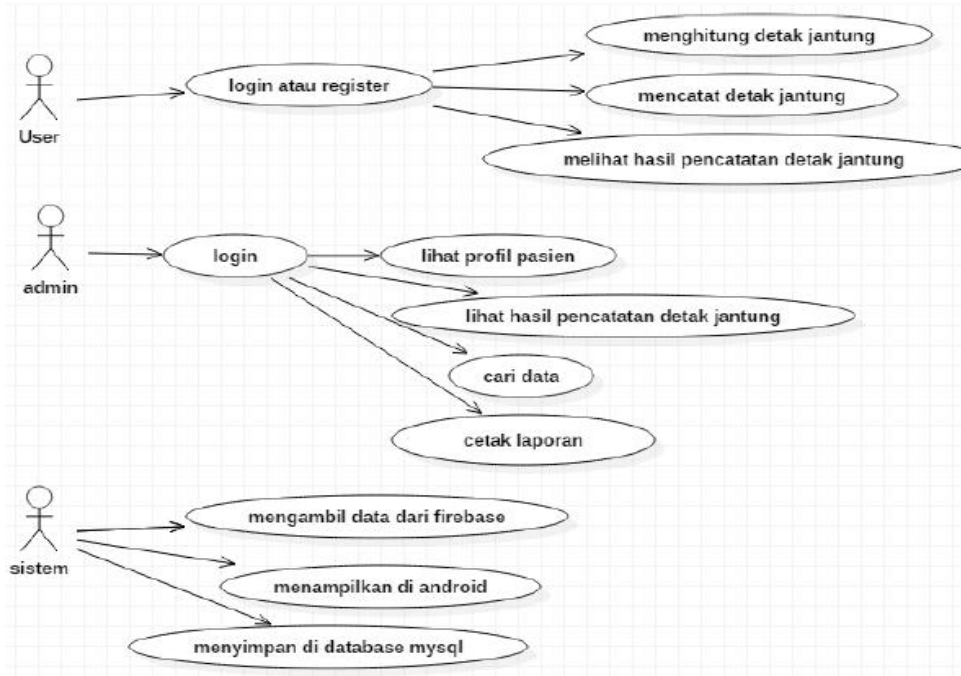 User
login atau register
menghitung detak jantung
mencatat detak jantung
melihat hasil pencatatan detak jantung
admin
login
lihat profil pasien
lihat hasil pencatatan detak jantung
cari data
cetak laporan
sistem
mengambil data dari firebase
menampilkan di android
menyimpan di database mysql